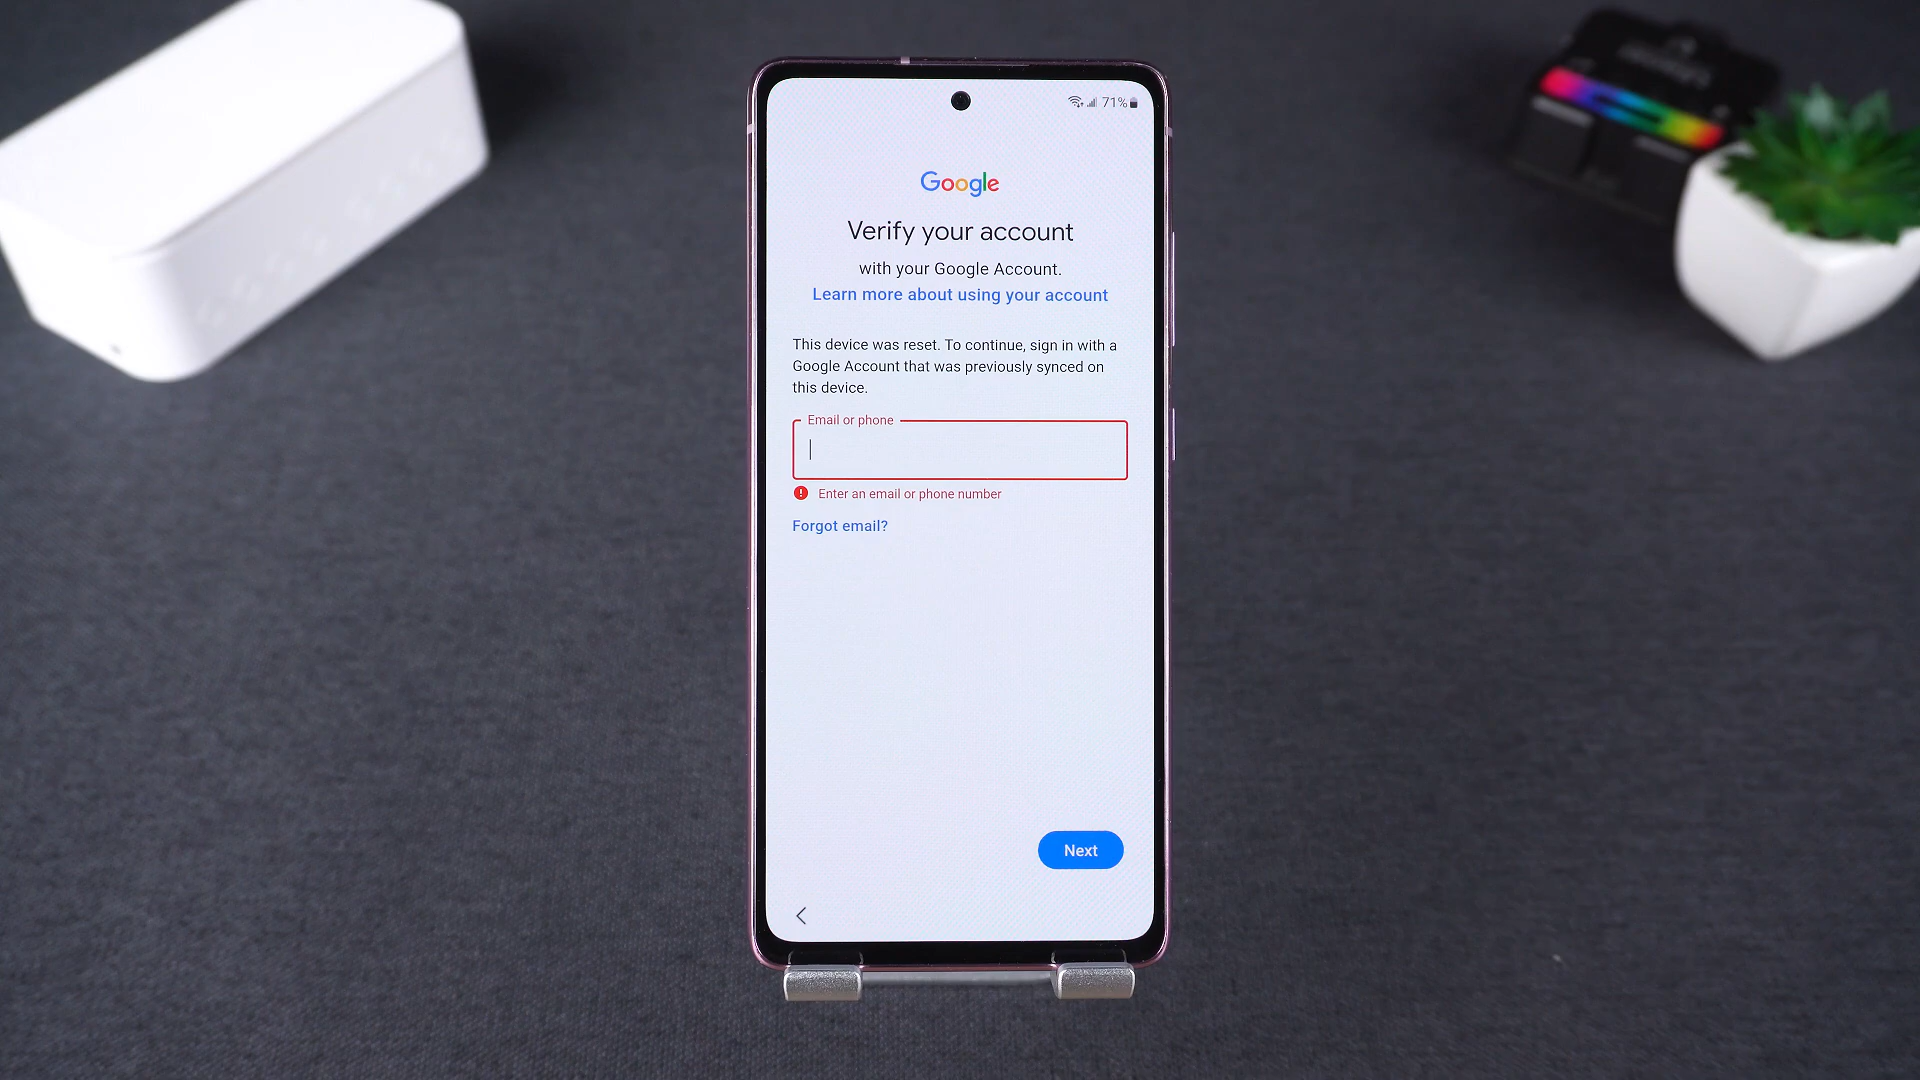 71%
Google
Verify your account
with your Google Account.
Learn more about using your account
This device was reset. To continue, sign in with a
Google Account that was previously synced on
this device.
Email or phone
Enter an email or phone number
Forgot email?
Next